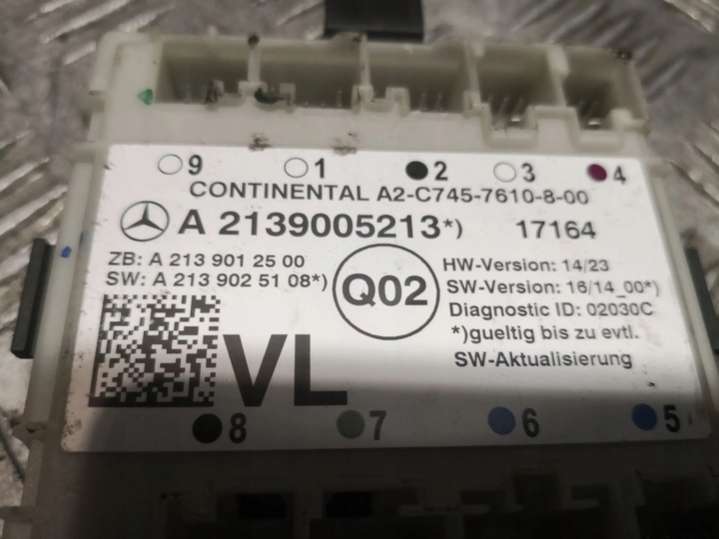 9 1 2 3 4
CONTINENTAL A2-C745-7610-8-00
A 2139005213*) 17164
ZB: A 213 901 25 00
SW: A 213 902 51 08*)
Q02
HW-Version: 14/23
SW-Version: 16/14_00*)
Diagnostic ID: 02030C
*)gueltig bis zu evtl.
SW-Aktualisierung
VL
8 7 6 5